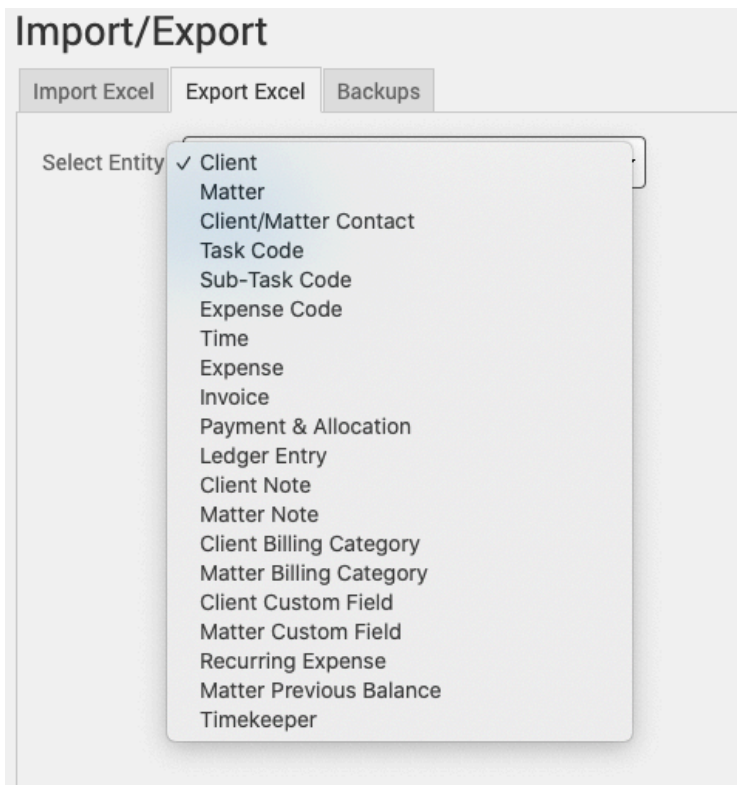 Import/Export
Import Excel Export Excel Backups
Select Entity ✓ Client
Matter
Client/Matter Contact
Task Code
Sub-Task Code
Expense Code
Time
Expense
Invoice
Payment & Allocation
Ledger Entry
Client Note
Matter Note
Client Billing Category
Matter Billing Category
Client Custom Field
Matter Custom Field
Recurring Expense
Matter Previous Balance
Timekeeper